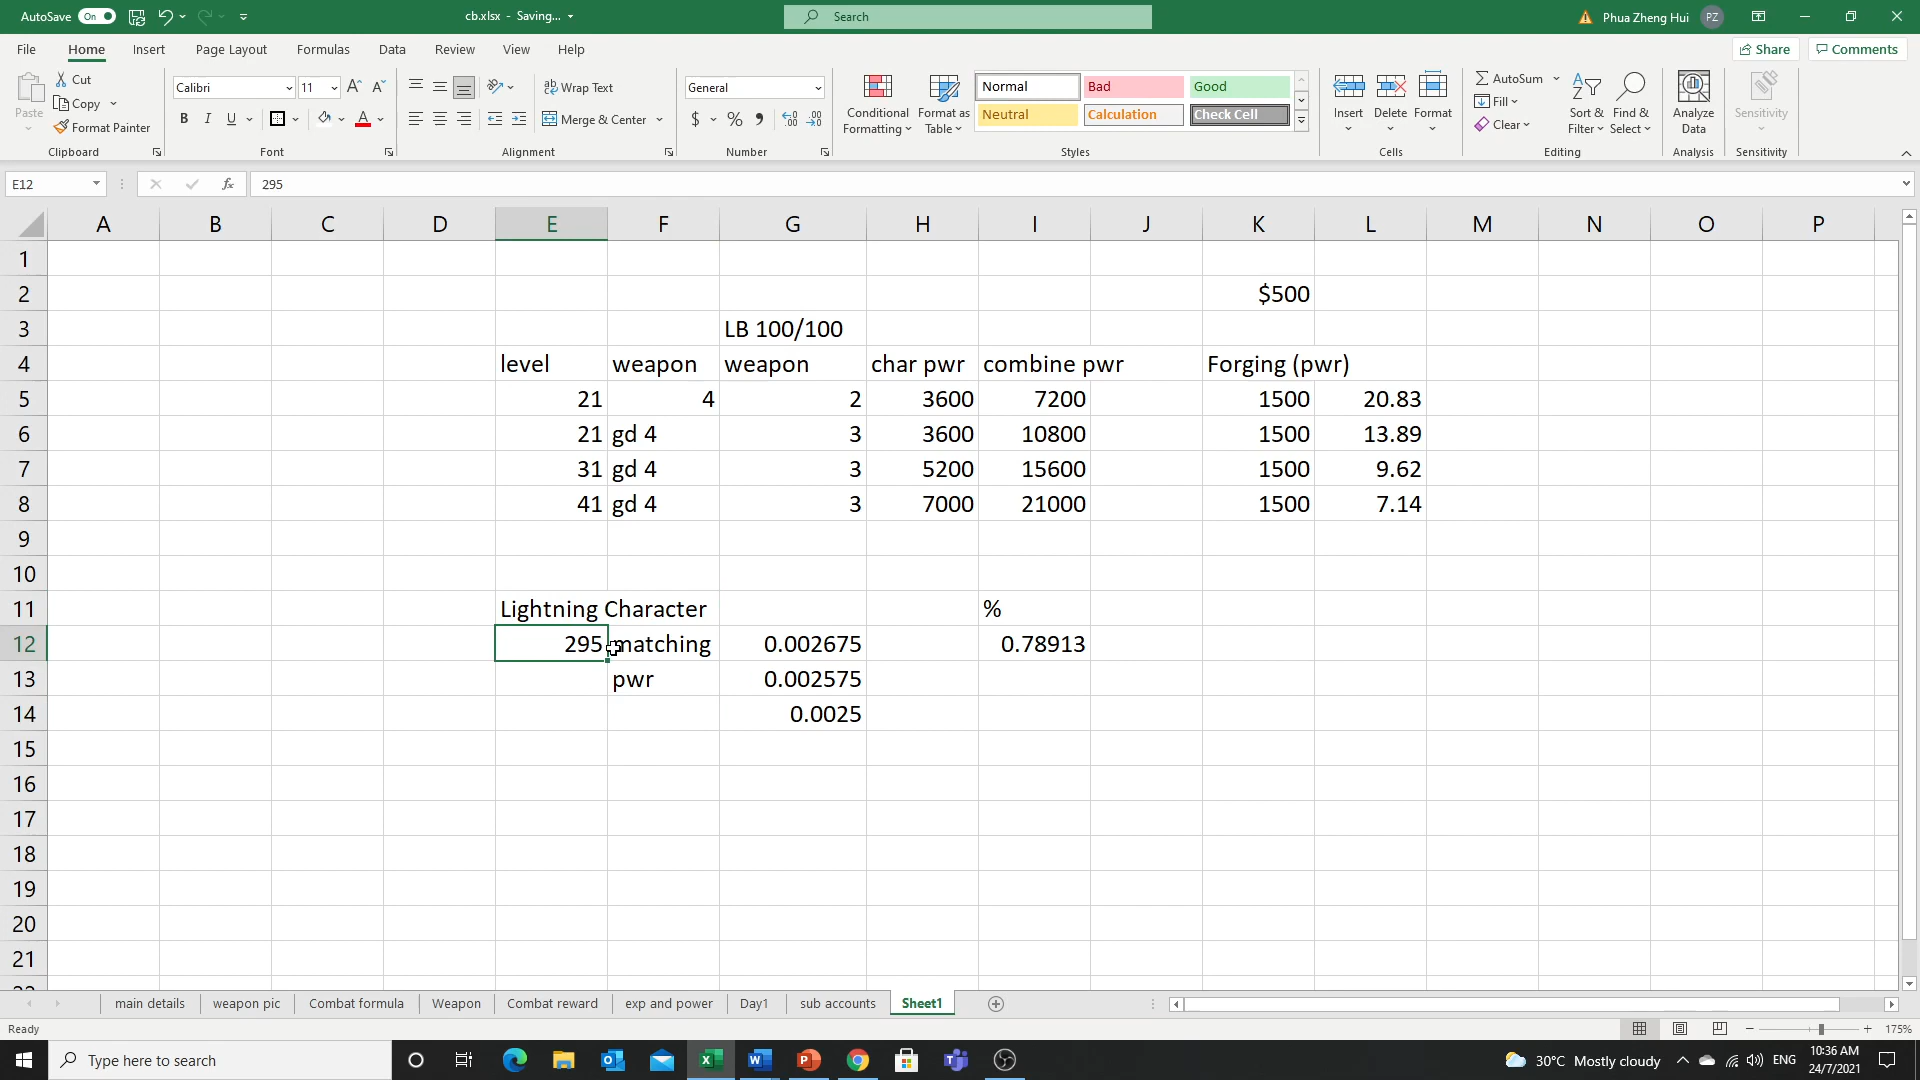 AutoSave On cb.xlsx - Saving... Search Phua Zheng Hui PZ
File Home Insert Page Layout Formulas Data Review View Help Share Comments
Paste Cut Copy Format Painter Clipboard
Calibri 11 B I U A Font
Wrap Text Merge & Center Alignment
General $ % Number
Conditional Formatting Format as Table Normal Bad Good Neutral Calculation Check Cell Styles
Insert Delete Format Cells
AutoSum Fill Clear Sort & Filter Find & Select Editing
Analyze Data Analysis
Sensitivity Sensitivity
E12 fx 295
A B C D E F G H I J K L M N O P
1
2 $500
3 LB 100/100
4 level weapon weapon char pwr combine pwr Forging (pwr)
5 21 4 2 3600 7200 1500 20.83
6 21 gd 4 3 3600 10800 1500 13.89
7 31 gd 4 3 5200 15600 1500 9.62
8 41 gd 4 3 7000 21000 1500 7.14
9
10
11 Lightning Character %
12 295 matching 0.002675 0.78913
13 pwr 0.002575
14 0.0025
15
16
17
18
19
20
21
main details weapon pic Combat formula Weapon Combat reward exp and power Day1 sub accounts Sheet1
Ready 175%
Type here to search 30°C Mostly cloudy ENG 10:36 AM
24/7/2021